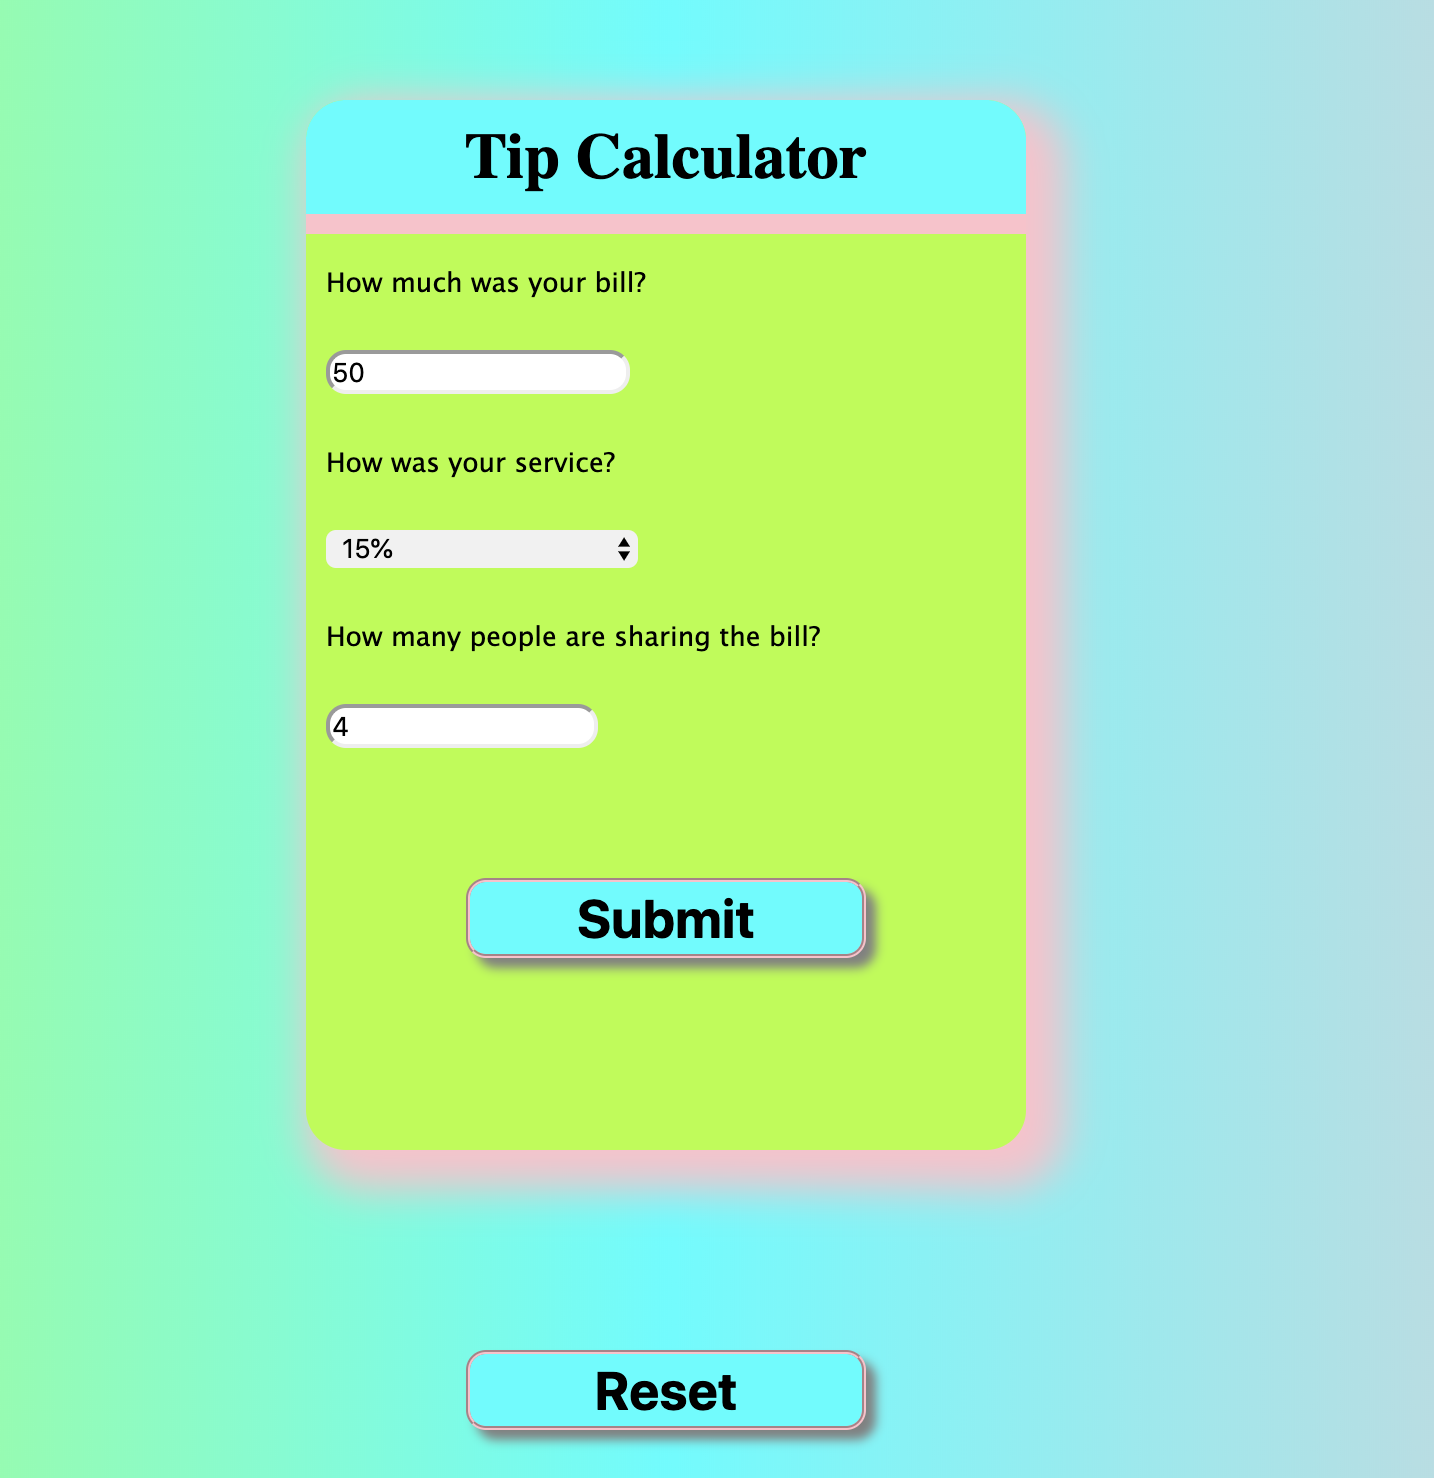 Tip Calculator
How much was your bill?
50
How was your service?
15%
How many people are sharing the bill?
4
Submit
Reset